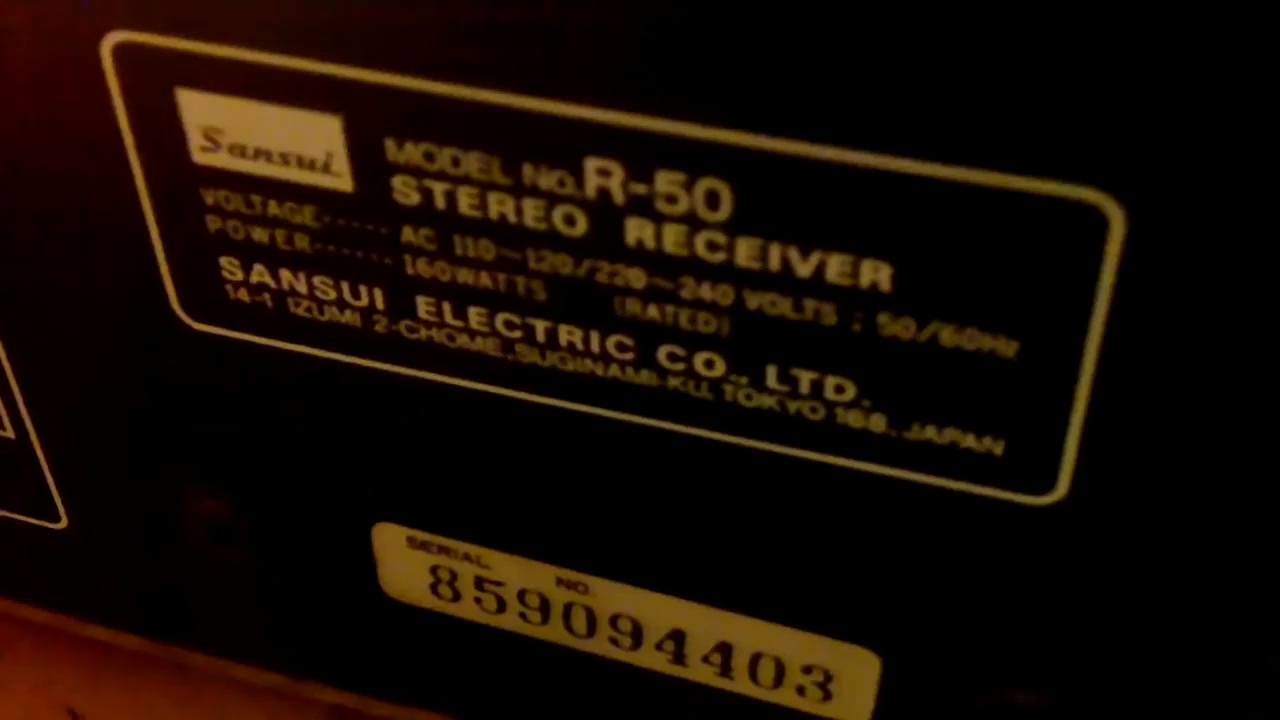 Sansui
MODEL No. R-50
STEREO RECEIVER
VOLTAGE····· AC 110~120/220~240 VOLTS : 50/60Hz
POWER······ 160WATTS (RATED)
SANSUI ELECTRIC CO., LTD.
14-1 IZUMI 2-CHOME, SUGINAMI-KU, TOKYO 168, JAPAN
SERIAL NO.
859094403